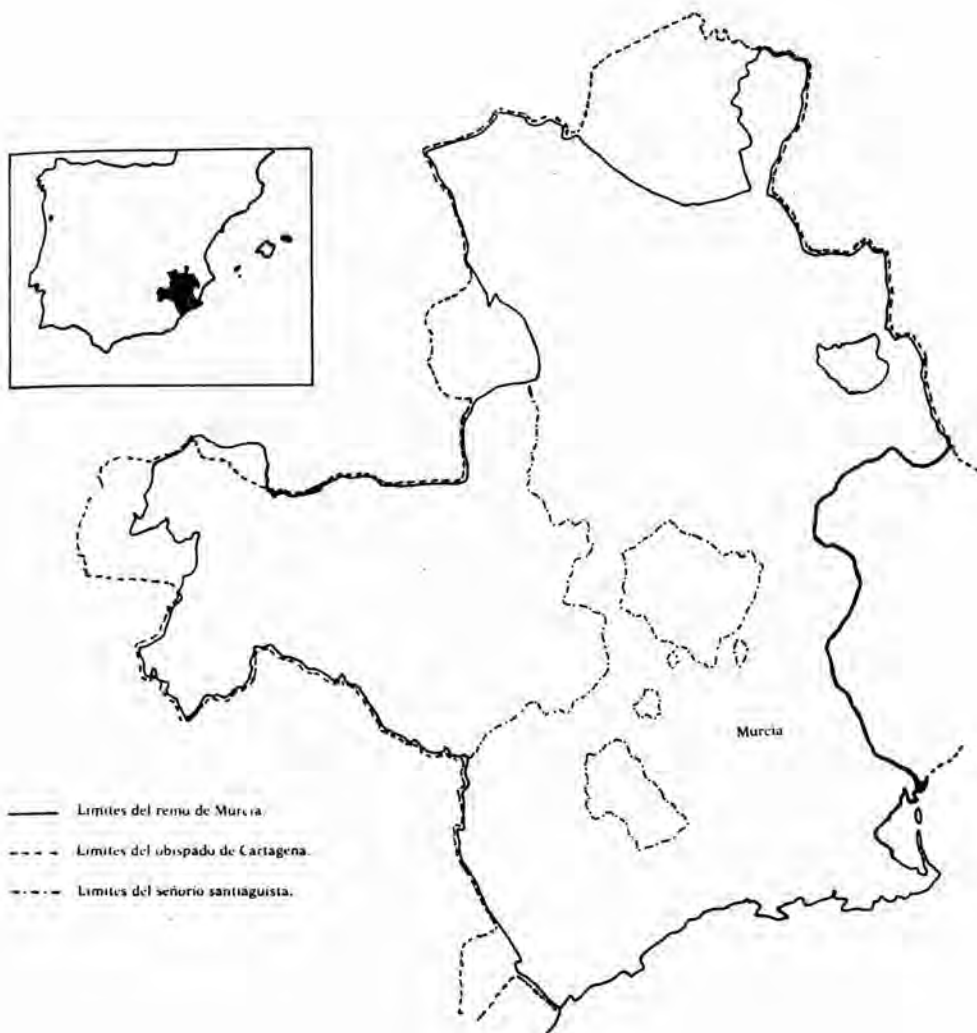 Murcia
Limites del reino de Murcia.
Limites del obispado de Cartagena.
Limites del señorio santiaguista.